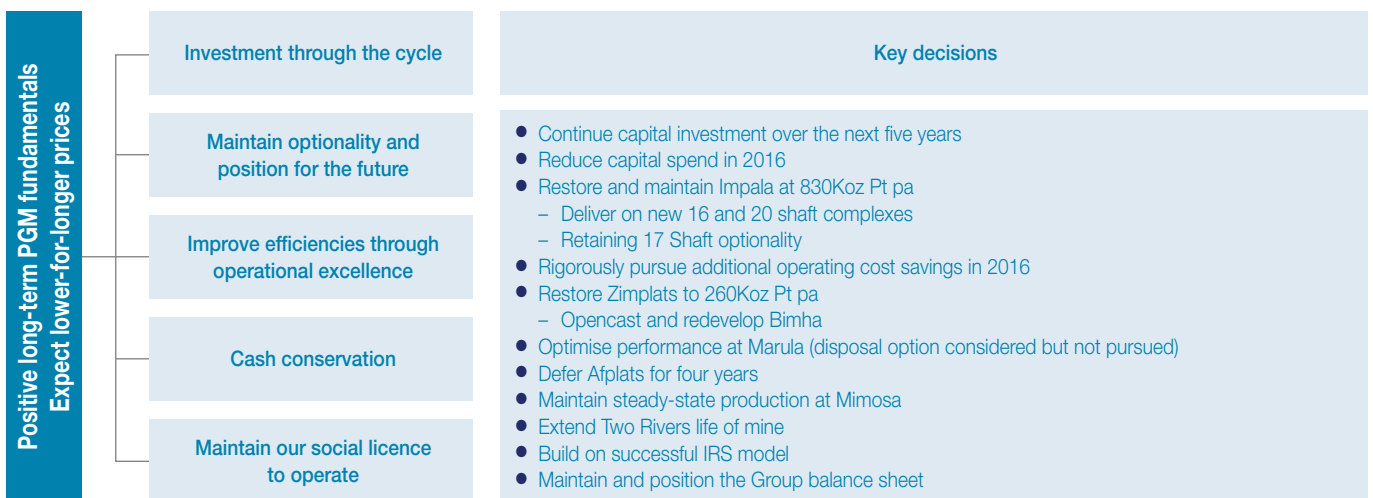 Positive long-term PGM fundamentals
Expect lower-for-longer prices
Investment through the cycle
Maintain optionality and
position for the future
Improve efficiencies through
operational excellence
Cash conservation
Maintain our social licence
to operate
Key decisions
● Continue capital investment over the next five years
● Reduce capital spend in 2016
● Restore and maintain Impala at 830Koz Pt pa
– Deliver on new 16 and 20 shaft complexes
– Retaining 17 Shaft optionality
● Rigorously pursue additional operating cost savings in 2016
● Restore Zimplats to 260Koz Pt pa
– Opencast and redevelop Bimha
● Optimise performance at Marula (disposal option considered but not pursued)
● Defer Afplats for four years
● Maintain steady-state production at Mimosa
● Extend Two Rivers life of mine
● Build on successful IRS model
● Maintain and position the Group balance sheet